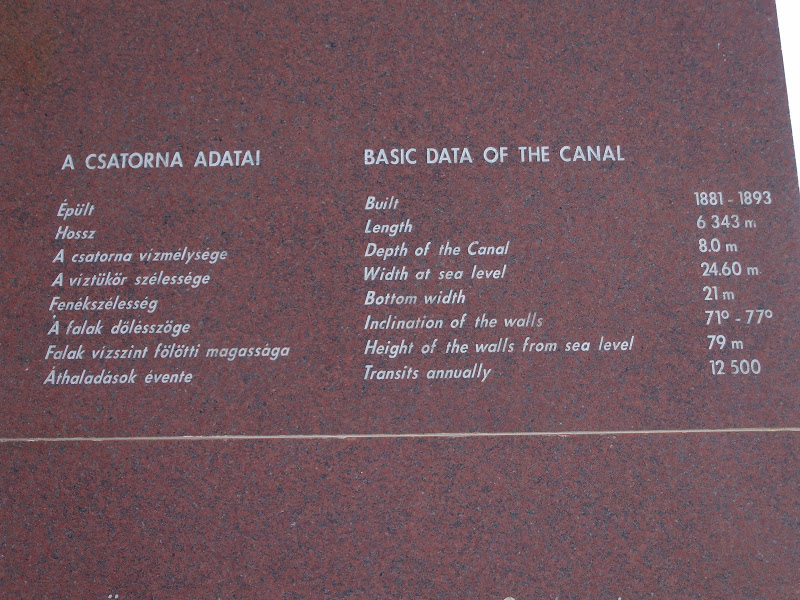 A CSATORNA ADATAI BASIC DATA OF THE CANAL
Épült Built 1881 - 1893
Hossz Length 6 343 m
A csatorna vízmélysége Depth of the Canal 8.0 m
A víztükör szélessége Width at sea level 24.60 m
Fenékszélesség Bottom width 21 m
A falak dőlésszöge Inclination of the walls 71° - 77°
Falak vízszint fölötti magassága Height of the walls from sea level 79 m
Áthaladások évente Transits annually 12 500